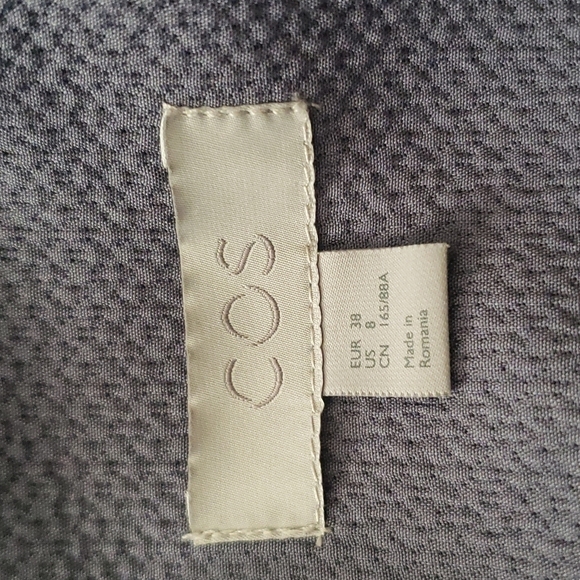 COS
EUR 38
US 8
CN 165/88A
Made in
Romania